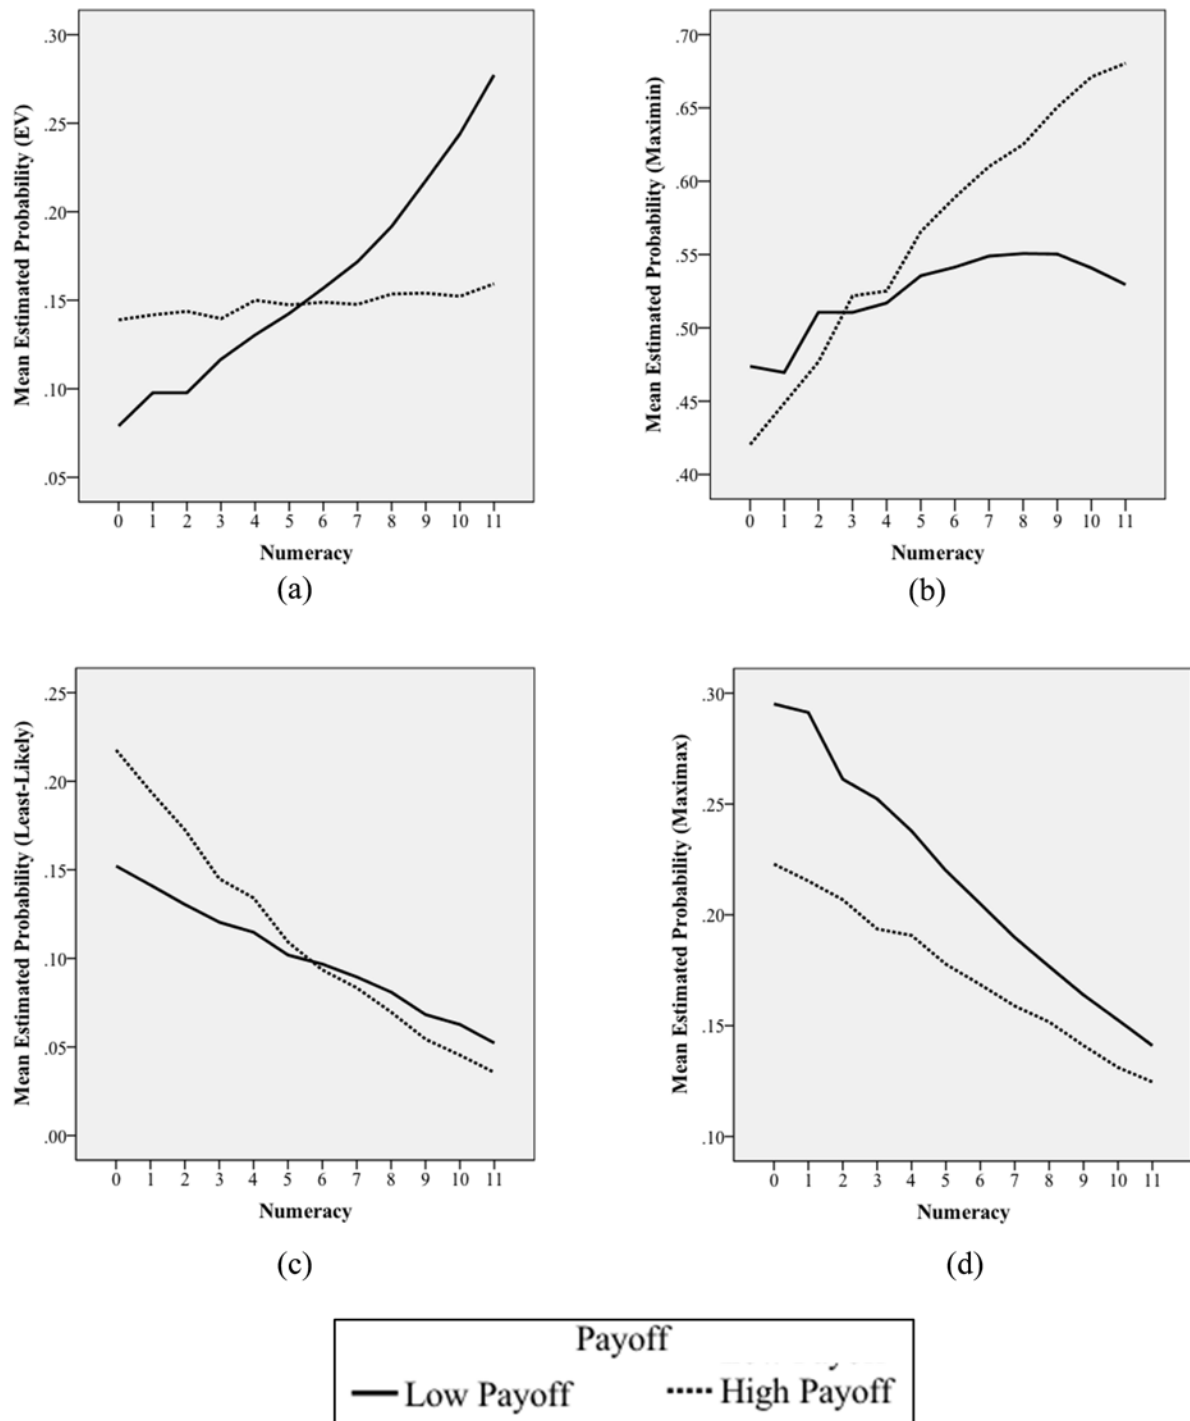 Mean Estimated Probability (EV)
.30
.25
.20
.15
.10
.05
0 1 2 3 4 5 6 7 8 9 10 11
Numeracy
(a)
Mean Estimated Probability (Maximin)
.70
.65
.60
.55
.50
.45
.40
0 1 2 3 4 5 6 7 8 9 10 11
Numeracy
(b)
Mean Estimated Probability (Least-Likely)
.25
.20
.15
.10
.05
.00
0 1 2 3 4 5 6 7 8 9 10 11
Numeracy
(c)
Mean Estimated Probability (Maximax)
.30
.25
.20
.15
.10
0 1 2 3 4 5 6 7 8 9 10 11
Numeracy
(d)
Payoff
Low Payoff
High Payoff